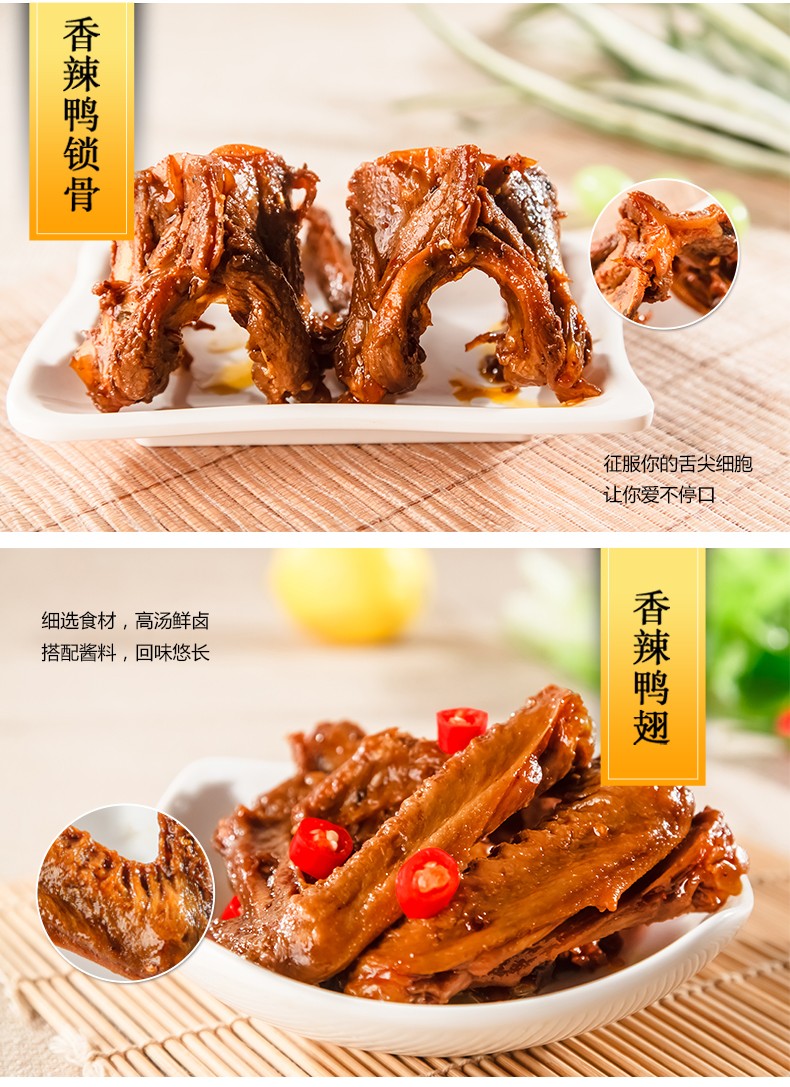 香辣鸭锁骨
征服你的舌尖细胞
让你爱不停口
细选食材，高汤鲜卤
搭配酱料，回味悠长
香辣鸭翅